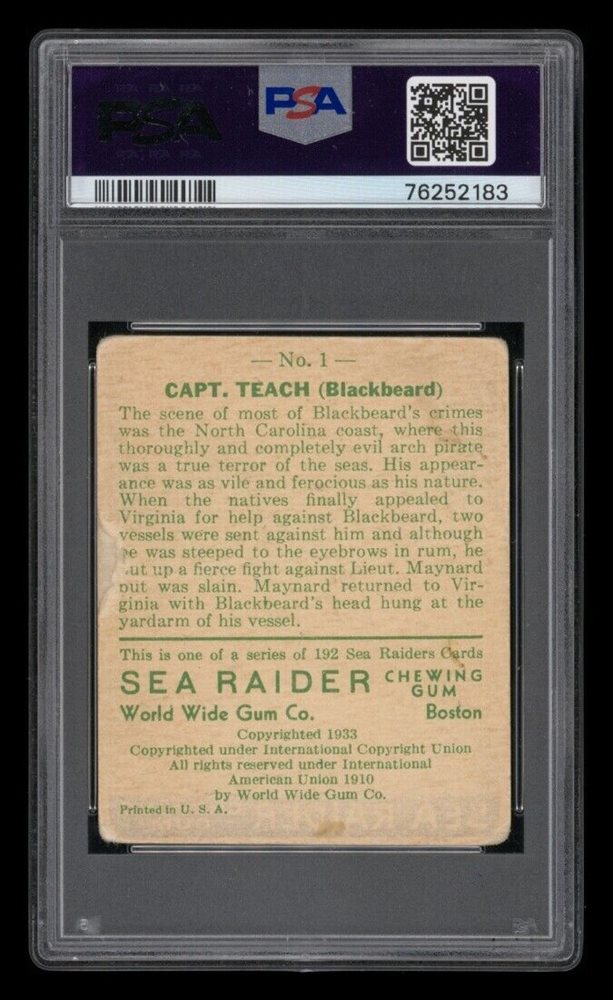 PSA
PSA
76252183
— No. 1 —
CAPT. TEACH (Blackbeard)
The scene of most of Blackbeard's crimes
was the North Carolina coast, where this
thoroughly and completely evil arch pirate
was a true terror of the seas. His appear-
ance was as vile and ferocious as his nature.
When the natives finally appealed to
Virginia for help against Blackbeard, two
vessels were sent against him and although
e was steeped to the eyebrows in rum, he
ut up a fierce fight against Lieut. Maynard
out was slain. Maynard returned to Vir-
ginia with Blackbeard's head hung at the
yardarm of his vessel.
This is one of a series of 192 Sea Raiders Cards
SEA RAIDER CHEWING GUM
World Wide Gum Co. Boston
Copyrighted 1933
Copyrighted under International Copyright Union
All rights reserved under International
American Union 1910
by World Wide Gum Co.
Printed in U. S. A.